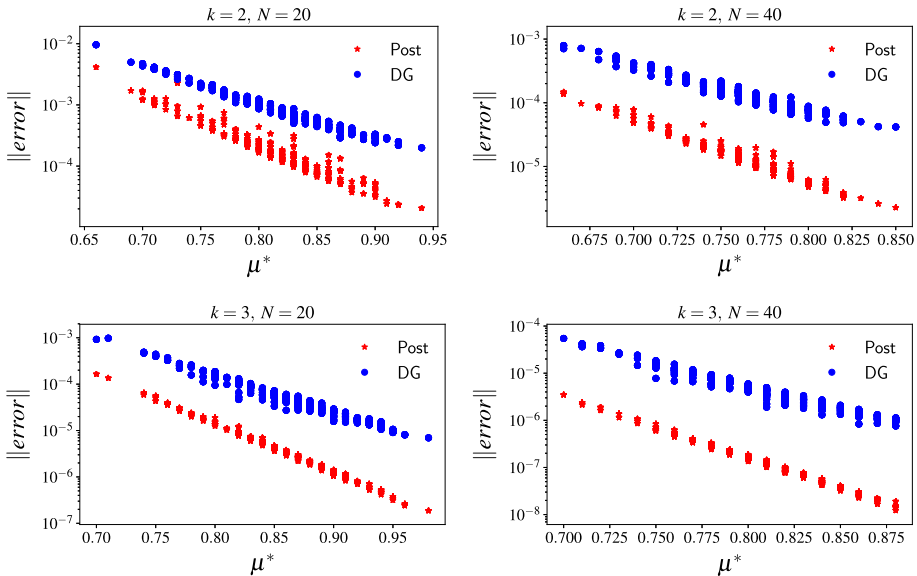 k = 2, N = 20
Post
DG
10⁻²
10⁻³
10⁻⁴
||error||
0.65 0.70 0.75 0.80 0.85 0.90 0.95
μ*
k = 2, N = 40
Post
DG
10⁻³
10⁻⁴
10⁻⁵
||error||
0.675 0.700 0.725 0.750 0.775 0.800 0.825 0.850
μ*
k = 3, N = 20
Post
DG
10⁻³
10⁻⁴
10⁻⁵
10⁻⁶
10⁻⁷
||error||
0.70 0.75 0.80 0.85 0.90 0.95
μ*
k = 3, N = 40
Post
DG
10⁻⁴
10⁻⁵
10⁻⁶
10⁻⁷
10⁻⁸
||error||
0.700 0.725 0.750 0.775 0.800 0.825 0.850 0.875
μ*